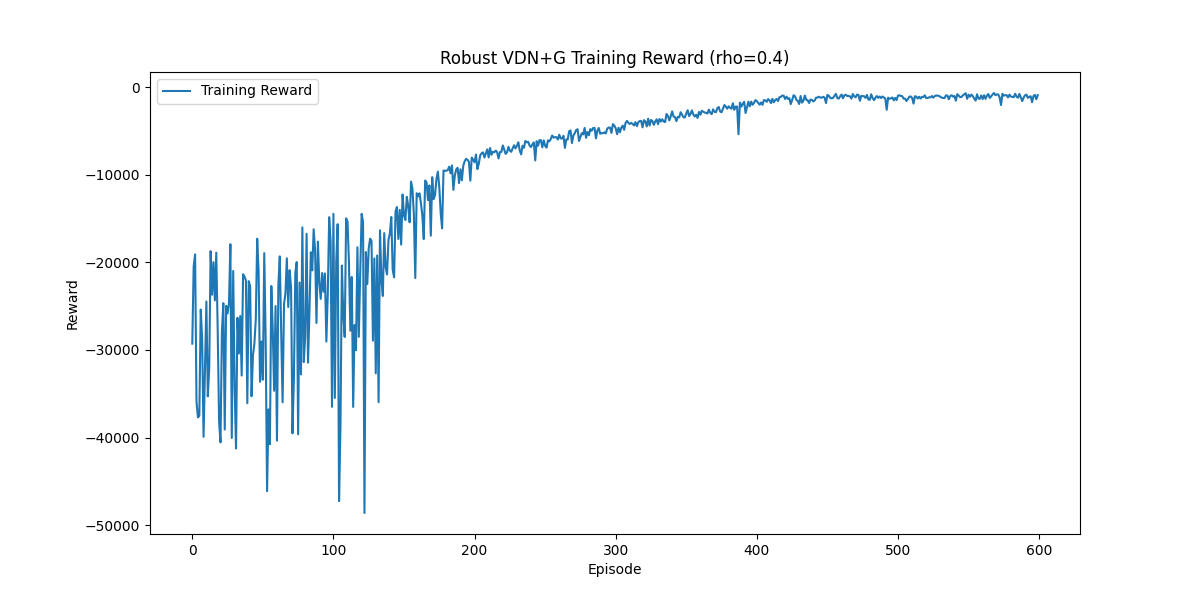 Robust VDN+G Training Reward (rho=0.4)
Training Reward
0
−10000
−20000
−30000
−40000
−50000
Reward
0 100 200 300 400 500 600
Episode